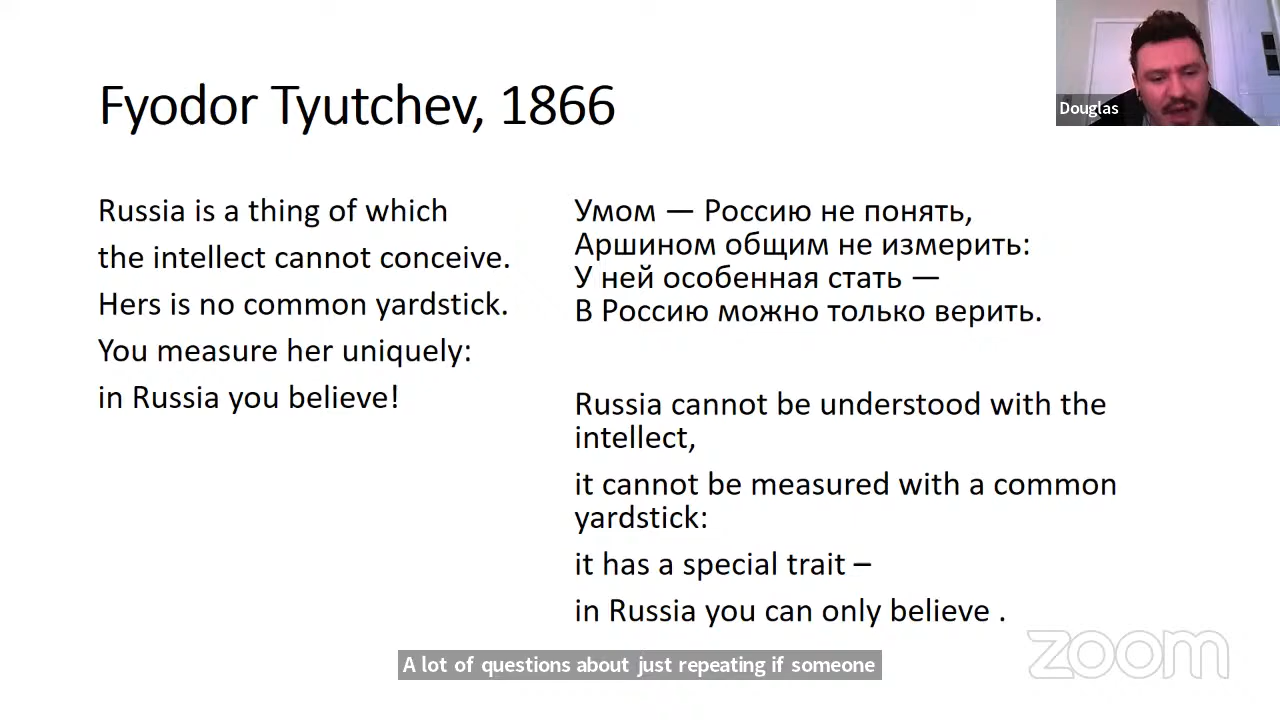 Fyodor Tyutchev, 1866
Douglas
Russia is a thing of which
the intellect cannot conceive.
Hers is no common yardstick.
You measure her uniquely:
in Russia you believe!
Умом — Россию не понять,
Аршином общим не измерить:
У ней особенная стать —
В Россию можно только верить.
Russia cannot be understood with the
intellect,
it cannot be measured with a common
yardstick:
it has a special trait –
in Russia you can only believe .
A lot of questions about just repeating if someone
zoom